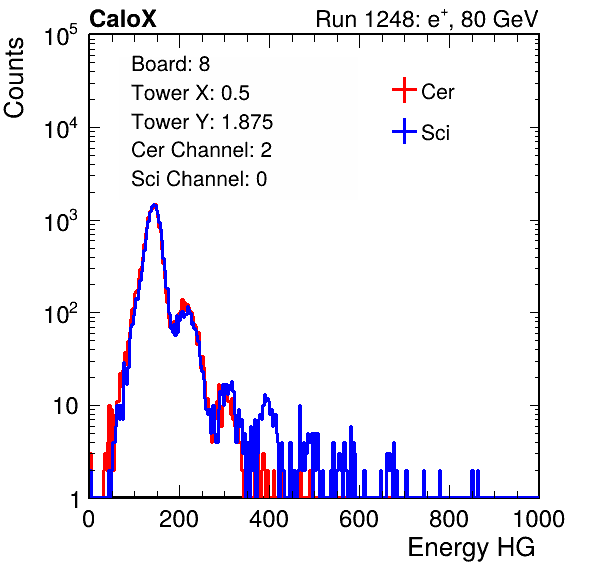 CaloX Run 1248: e⁺, 80 GeV
Board: 8
Tower X: 0.5
Tower Y: 1.875
Cer Channel: 2
Sci Channel: 0
Cer
Sci
Counts
10⁵
10⁴
10³
10²
10
1
0 200 400 600 800 1000
Energy HG